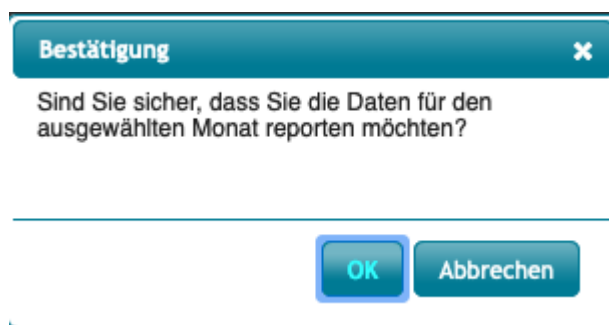 Bestätigung
Sind Sie sicher, dass Sie die Daten für den
ausgewählten Monat reporten möchten?
OK
Abbrechen